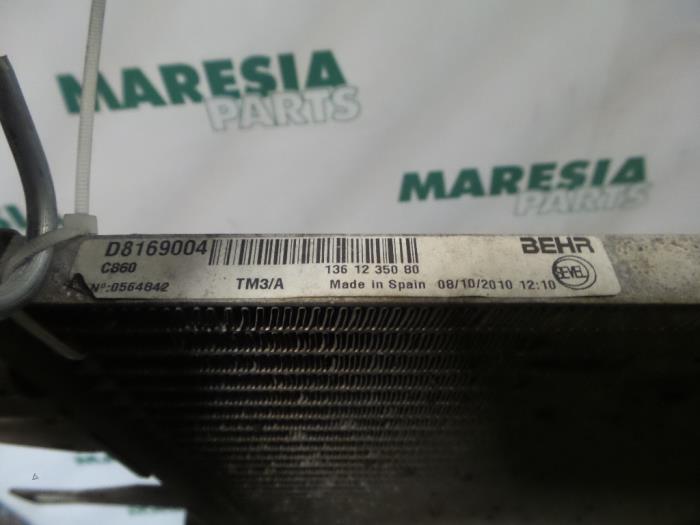 MARESIA
PARTS
MARESIA
PARTS
D8169004
C860
Nº:0564842
TM3/A
136 12 350 80
Made in Spain
08/10/2010 12:10
BEHR